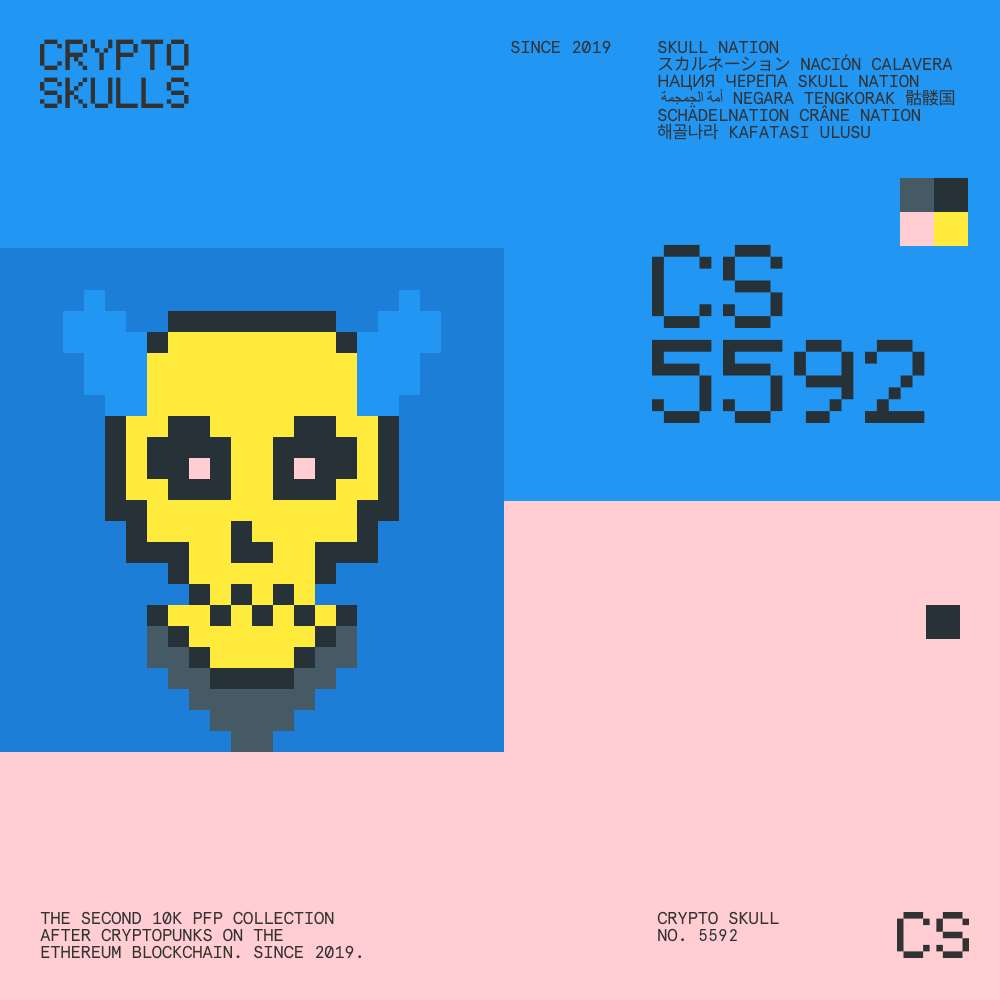 CRYPTO
SKULLS
SINCE 2019
SKULL NATION
スカルネーション NACIÓN CALAVERA
НАЦИЯ ЧЕРЕПА SKULL NATION
أمة الجمجمة NEGARA TENGKORAK 骷髅国
SCHÄDELNATION CRÂNE NATION
해골나라 KAFATASI ULUSU
CS
5592
THE SECOND 10K PFP COLLECTION
AFTER CRYPTOPUNKS ON THE
ETHEREUM BLOCKCHAIN. SINCE 2019.
CRYPTO SKULL
NO. 5592
CS